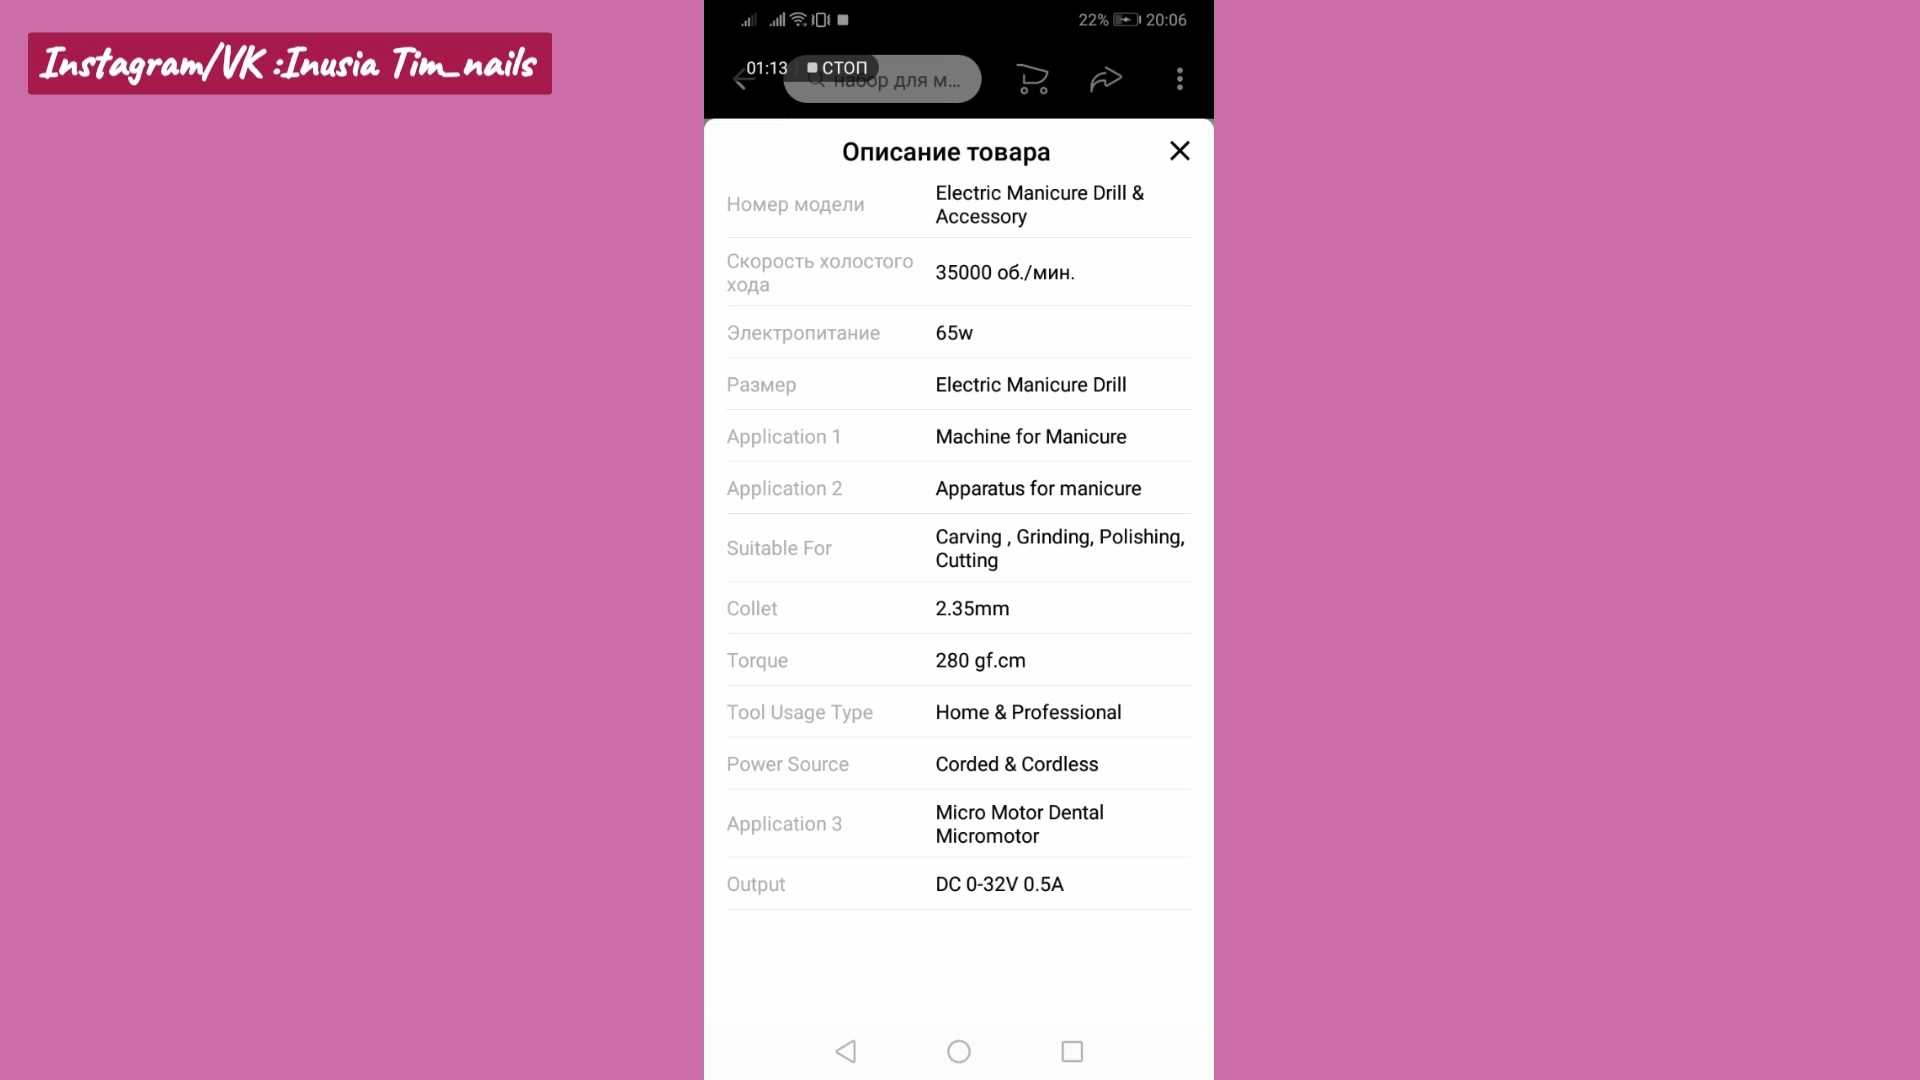 Instagram/VK :Inusia Tim_nails
22% 20:06
01:13 СТОП
набор для м...
Описание товара
Номер модели
Electric Manicure Drill &
Accessory
Скорость холостого
хода
35000 об./мин.
Электропитание
65w
Размер
Electric Manicure Drill
Application 1
Machine for Manicure
Application 2
Apparatus for manicure
Suitable For
Carving , Grinding, Polishing,
Cutting
Collet
2.35mm
Torque
280 gf.cm
Tool Usage Type
Home & Professional
Power Source
Corded & Cordless
Application 3
Micro Motor Dental
Micromotor
Output
DC 0-32V 0.5A